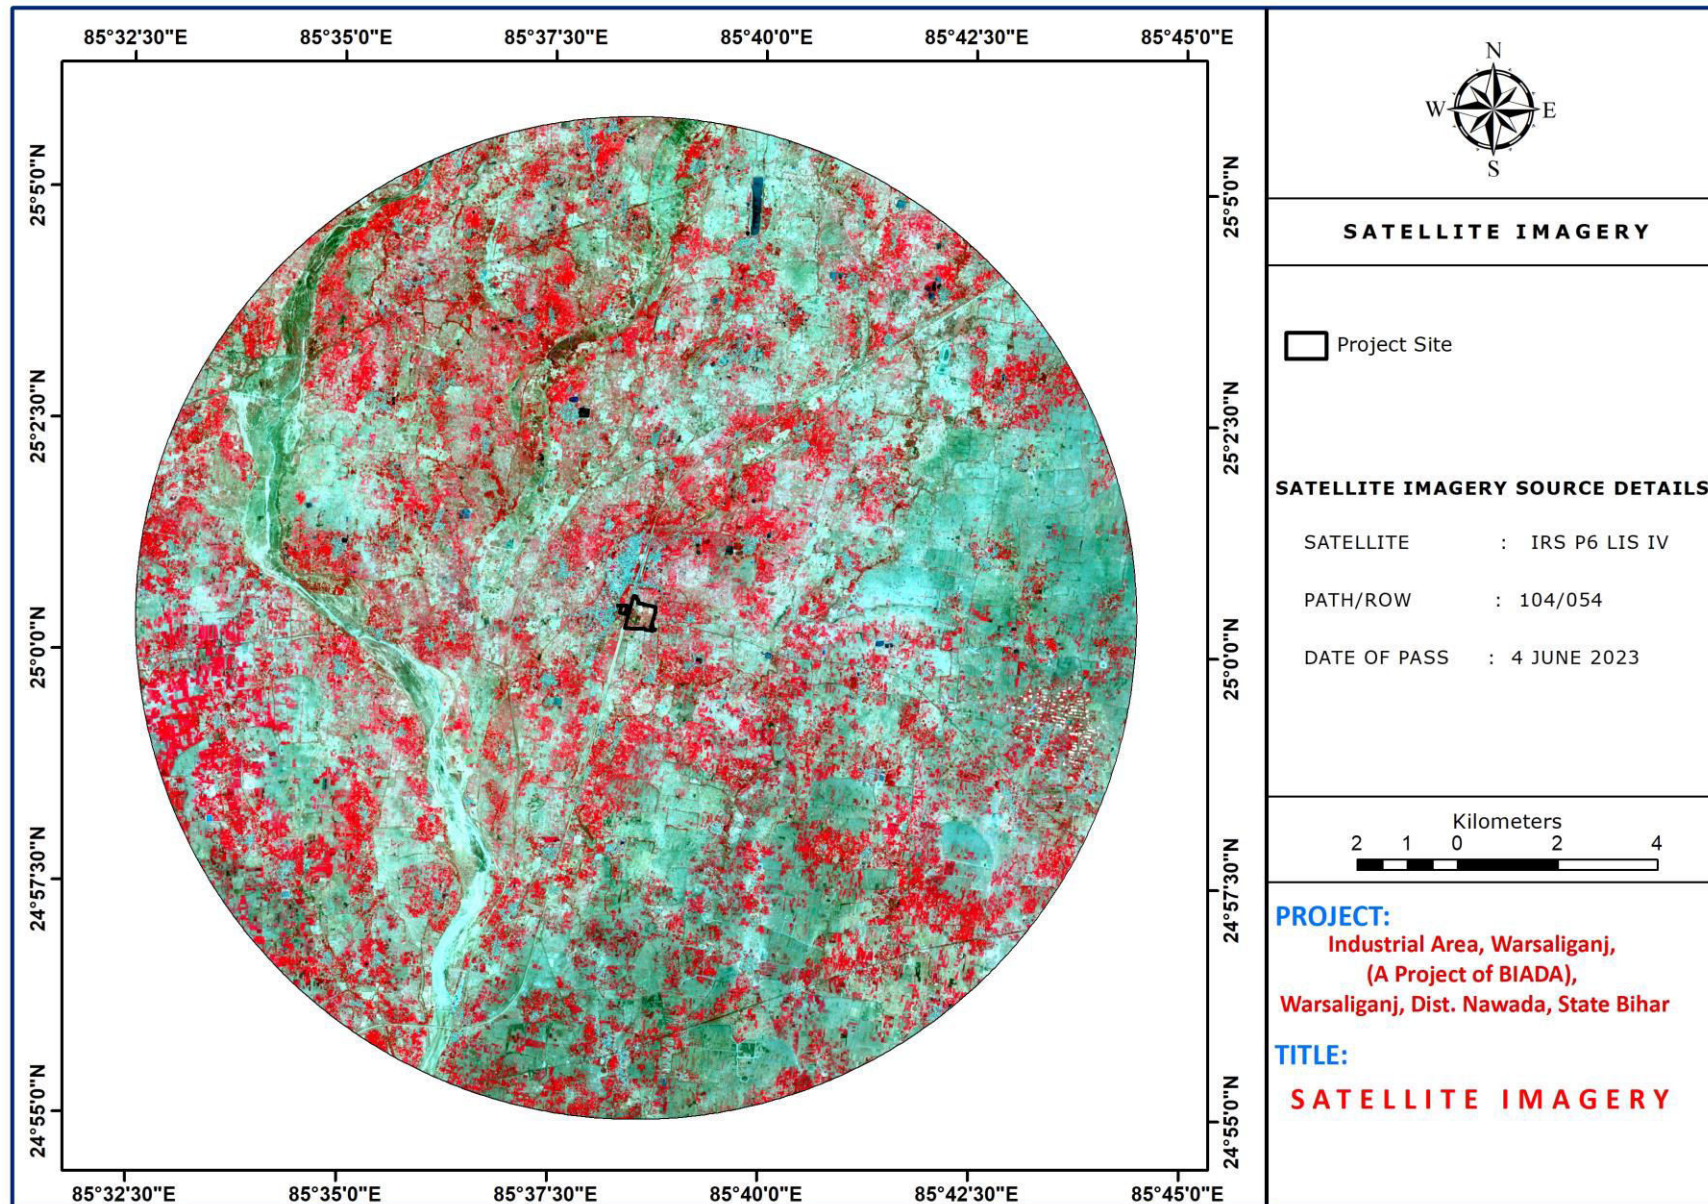 85°32'30"E 85°35'0"E 85°37'30"E 85°40'0"E 85°42'30"E 85°45'0"E
25°5'0"N
25°2'30"N
25°0'0"N
24°57'30"N
24°55'0"N
25°5'0"N
25°2'30"N
25°0'0"N
24°57'30"N
24°55'0"N
85°32'30"E 85°35'0"E 85°37'30"E 85°40'0"E 85°42'30"E 85°45'0"E
N
W E
S
SATELLITE IMAGERY
Project Site
SATELLITE IMAGERY SOURCE DETAILS
SATELLITE : IRS P6 LIS IV
PATH/ROW : 104/054
DATE OF PASS : 4 JUNE 2023
Kilometers
2 1 0 2 4
PROJECT:
Industrial Area, Warsaliganj,
(A Project of BIADA),
Warsaliganj, Dist. Nawada, State Bihar
TITLE:
SATELLITE IMAGERY